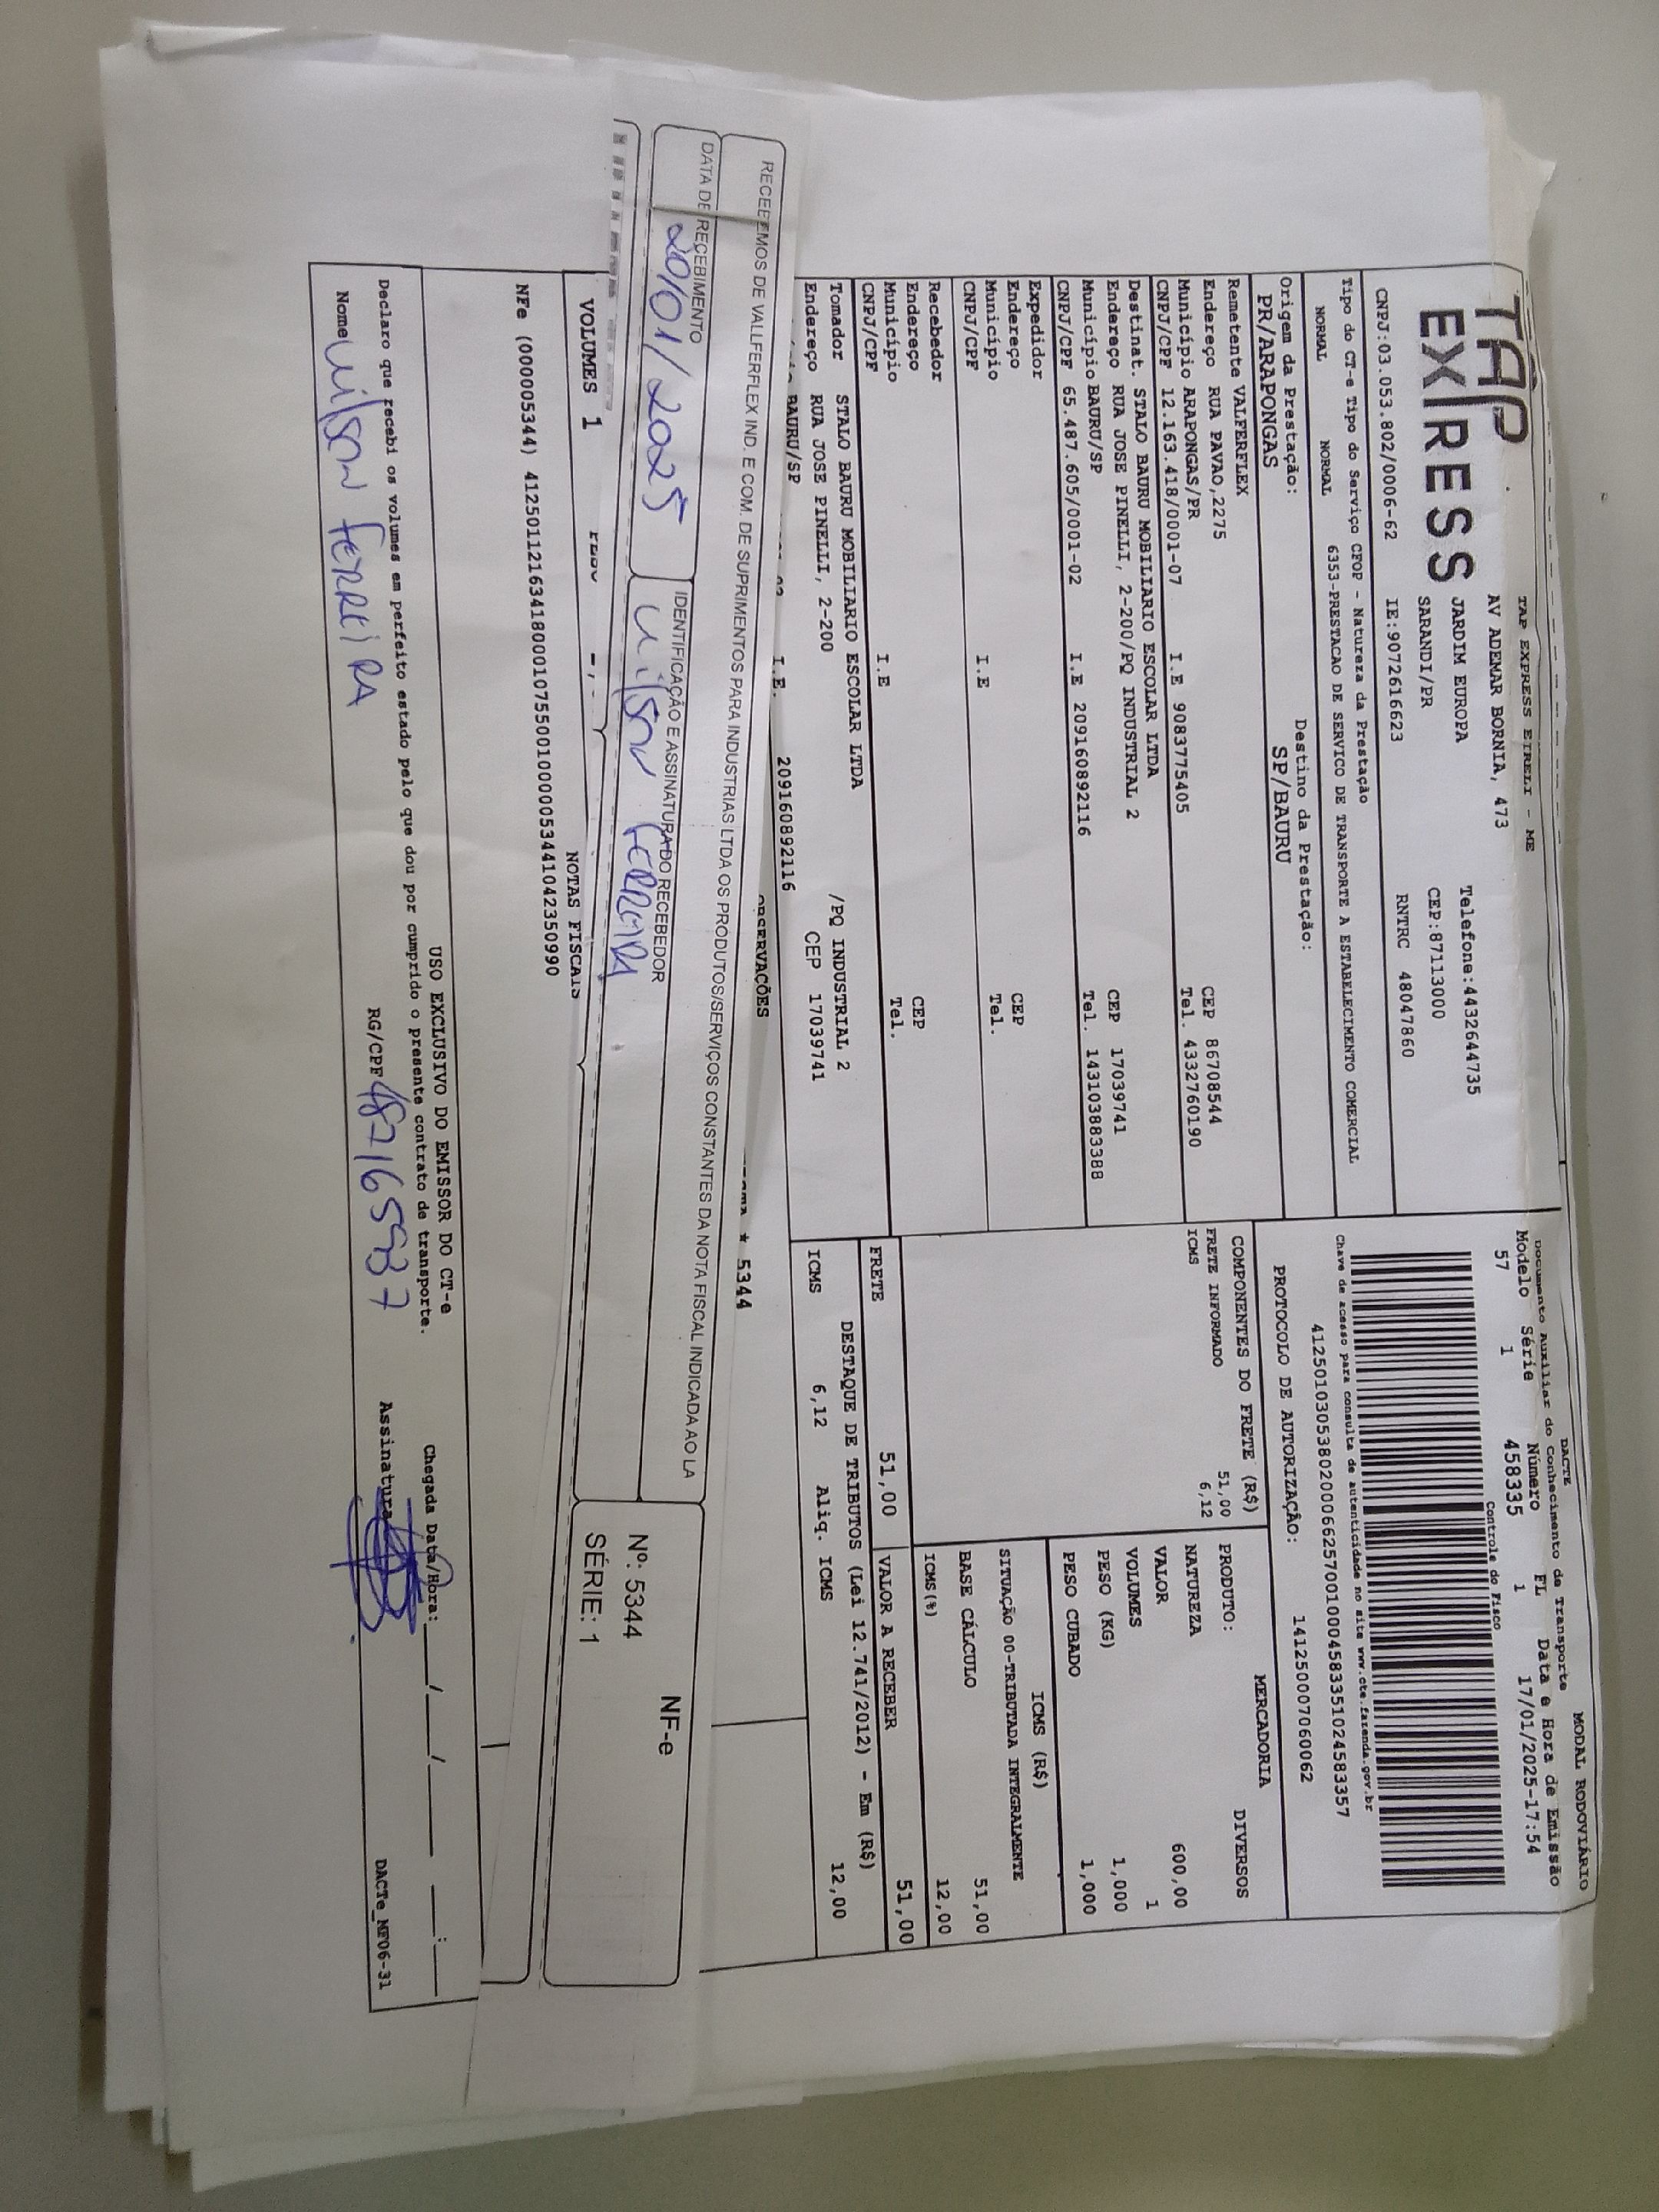 TAP EXPRESS EIRELI - ME
TAP
EXPRESS
AV ADEMAR BORNIA, 473
JARDIM EUROPA
SARANDI/PR
Telefone:4432644735
CEP:87113000
CNPJ:03.053.802/0006-62 IE:9072616623 RNTRC 48047860
DACTE MODAL RODOVIÁRIO
Documento Auxiliar do Conhecimento de Transporte
Modelo Série Número FL Data e Hora de Emissão
57 1 458335 1 17/01/2025-17:54
Controle do Fisco
Chave de acesso para consulta de autenticidade no site www.cte.fazenda.gov.br
41250103053802000662570010004583351024583357
Tipo do CT-e Tipo do Serviço CFOP - Natureza da Prestação
NORMAL NORMAL 6353-PRESTACAO DE SERVICO DE TRANSPORTE A ESTABELECIMENTO COMERCIAL
PROTOCOLO DE AUTORIZAÇÃO: 141250007060062
Origem da Prestação: Destino da Prestação:
PR/ARAPONGAS SP/BAURU
Remetente VALFERFLEX
Endereço RUA PAVAO,2275 CEP 86708544
Município ARAPONGAS/PR Tel. 4332760190
CNPJ/CPF 12.163.418/0001-07 I.E 9083775405
Destinat. STALO BAURU MOBILIARIO ESCOLAR LTDA
Endereço RUA JOSE PINELLI, 2-200/PQ INDUSTRIAL 2 CEP 17039741
Município BAURU/SP Tel. 143103883388
CNPJ/CPF 65.487.605/0001-02 I.E 209160892116
Expedidor
Endereço CEP
Município Tel.
CNPJ/CPF I.E
Recebedor
Endereço CEP
Município Tel.
CNPJ/CPF I.E
Tomador STALO BAURU MOBILIARIO ESCOLAR LTDA
Endereço RUA JOSE PINELLI, 2-200 /PQ INDUSTRIAL 2
BAURU/SP CEP 17039741
I.E. 209160892116
COMPONENTES DO FRETE (R$)
FRETE INFORMADO 51,00
ICMS 6,12
MERCADORIA
PRODUTO: DIVERSOS
NATUREZA
VALOR 600,00
VOLUMES 1
PESO (KG) 1,000
PESO CUBADO 1,000
ICMS (R$)
SITUAÇÃO 00-TRIBUTADA INTEGRALMENTE
BASE CÁLCULO 51,00
ICMS(%) 12,00
FRETE 51,00 VALOR A RECEBER 51,00
DESTAQUE DE TRIBUTOS (Lei 12.741/2012) - Em (R$)
ICMS 6,12 Aliq. ICMS 12,00
OBSERVAÇÕES
* 5344
RECEBEMOS DE VALLFERFLEX IND. E COM. DE SUPRIMENTOS PARA INDUSTRIAS LTDA OS PRODUTOS/SERVIÇOS CONSTANTES DA NOTA FISCAL INDICADA AO LA
DATA DE RECEBIMENTO IDENTIFICAÇÃO E ASSINATURA DO RECEBEDOR
20/01/2025 Wilson FERREIRA
NF-e
Nº: 5344
SÉRIE: 1
VOLUMES 1
NOTAS FISCAIS
NFe (000005344) 41250112163418000107550010000053441042350990
USO EXCLUSIVO DO EMISSOR DO CT-e
Declaro que recebi os volumes em perfeito estado pelo que dou por cumprido o presente contrato de transporte.
Chegada Data/Hora: ____/____/____ ___:___
Nome Wilson FERREIRA RG/CPF Assinatura
DACTe_MF06-31